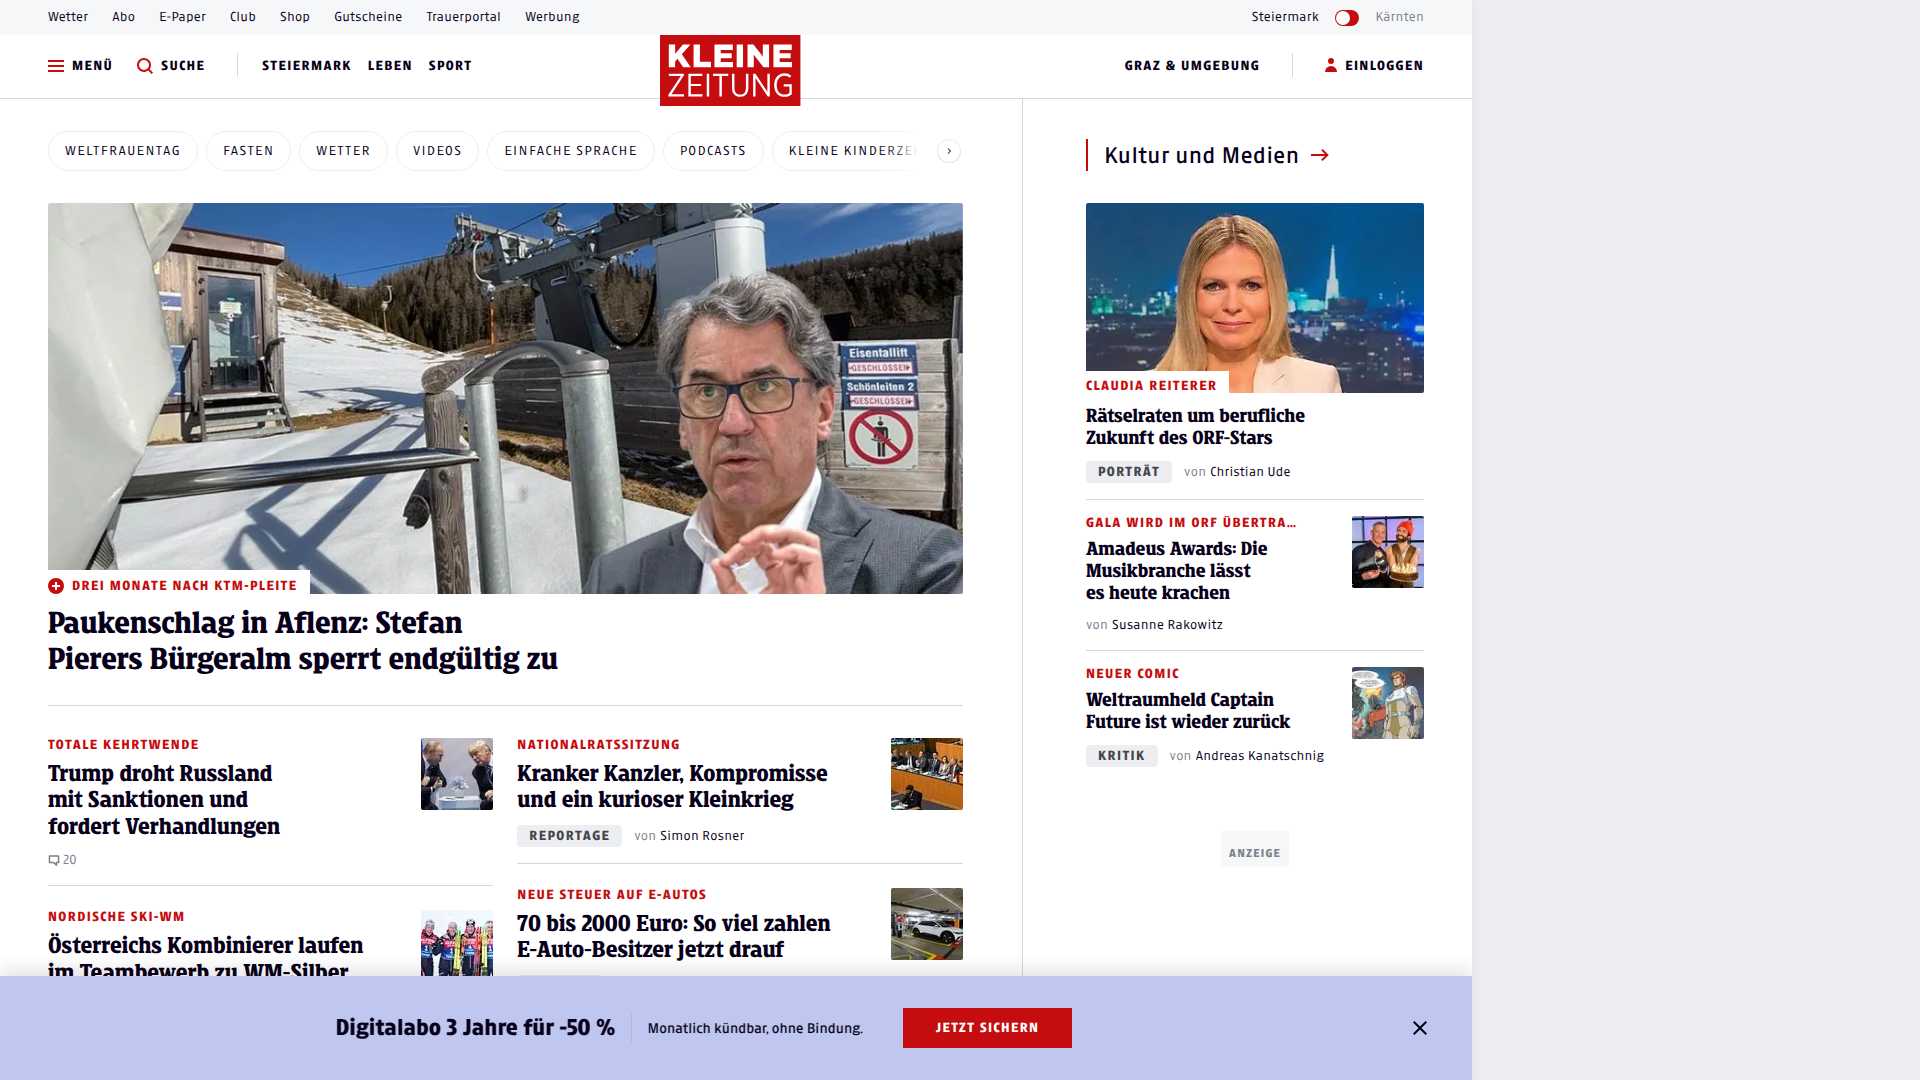 Wetter Abo E-Paper Club Shop Gutscheine Trauerportal Werbung
Steiermark Kärnten
MENÜ SUCHE STEIERMARK LEBEN SPORT
KLEINE
ZEITUNG
GRAZ & UMGEBUNG EINLOGGEN
WELTFRAUENTAG FASTEN WETTER VIDEOS EINFACHE SPRACHE PODCASTS KLEINE KINDERZE
Eisentallift
GESCHLOSSEN
Schönleiten 2
GESCHLOSSEN
DREI MONATE NACH KTM-PLEITE
Paukenschlag in Aflenz: Stefan
Pierers Bürgeralm sperrt endgültig zu
TOTALE KEHRTWENDE
Trump droht Russland
mit Sanktionen und
fordert Verhandlungen
20
NORDISCHE SKI-WM
Österreichs Kombinierer laufen
im Teambewerb zu WM-Silber
NATIONALRATSSITZUNG
Kranker Kanzler, Kompromisse
und ein kurioser Kleinkrieg
REPORTAGE von Simon Rosner
NEUE STEUER AUF E-AUTOS
70 bis 2000 Euro: So viel zahlen
E-Auto-Besitzer jetzt drauf
Kultur und Medien
CLAUDIA REITERER
Rätselraten um berufliche
Zukunft des ORF-Stars
PORTRÄT von Christian Ude
GALA WIRD IM ORF ÜBERTRA...
Amadeus Awards: Die
Musikbranche lässt
es heute krachen
von Susanne Rakowitz
NEUER COMIC
Weltraumheld Captain
Future ist wieder zurück
KRITIK von Andreas Kanatschnig
ANZEIGE
Digitalabo 3 Jahre für -50 %
Monatlich kündbar, ohne Bindung.
JETZT SICHERN